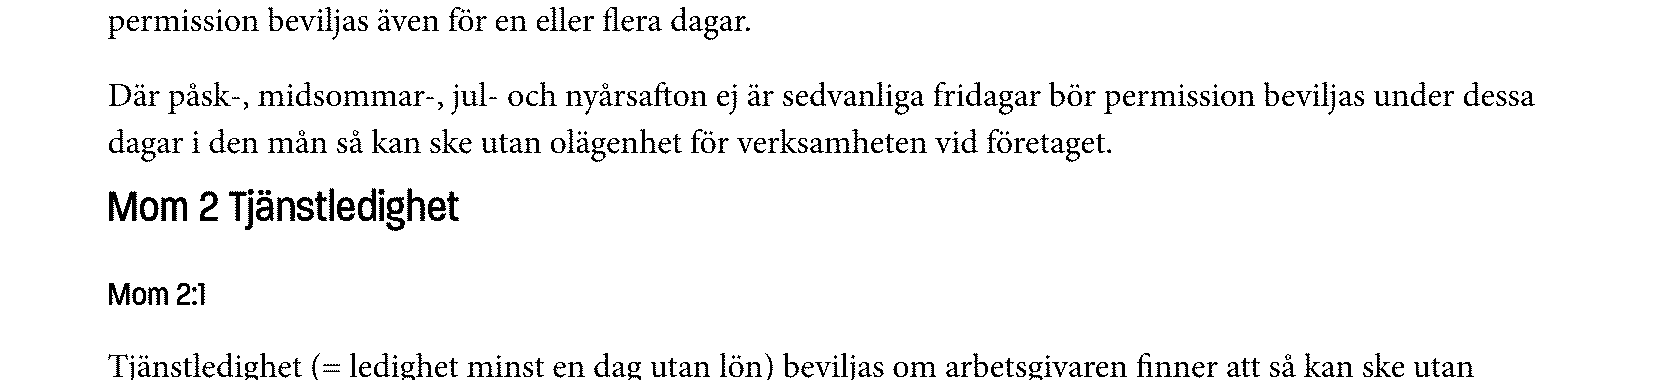 permission beviljas även för en eller flera dagar.
Där påsk-, midsommar-, jul- och nyårsafton ej är sedvanliga fridagar bör permission beviljas under dessa
dagar i den mån så kan ske utan olägenhet för verksamheten vid företaget.
Mom 2 Tjänstledighet
Mom 2:1
Tjänstledighet (= ledighet minst en dag utan lön) beviljas om arbetsgivaren finner att så kan ske utan